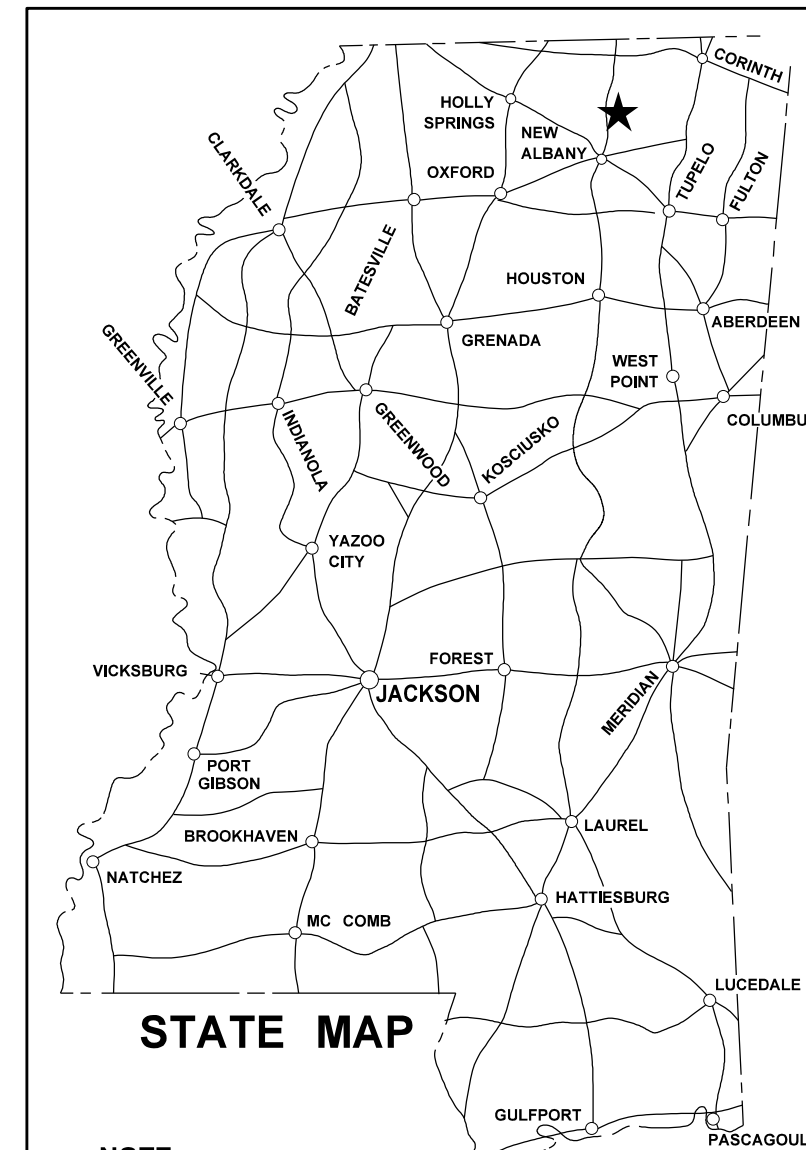 CORINTH
HOLLY
SPRINGS
NEW
ALBANY
CLARKDALE
OXFORD
TUPELO
FULTON
BATESVILLE
HOUSTON
ABERDEEN
GREENVILLE
GRENADA
WEST
POINT
COLUMBU
INDIANOLA
GREENWOOD
KOSCIUSKO
YAZOO
CITY
VICKSBURG
FOREST
JACKSON
MERIDIAN
PORT
GIBSON
BROOKHAVEN
LAUREL
NATCHEZ
HATTIESBURG
MC COMB
LUCEDALE
STATE MAP
GULFPORT
PASCAGOUL